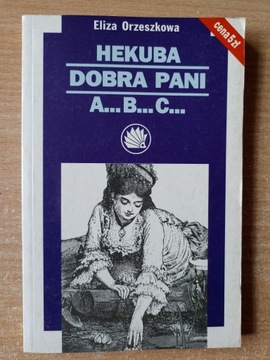 Eliza Orzeszkowa
cena 5 zł
HEKUBA
DOBRA PANI
A... B... C...